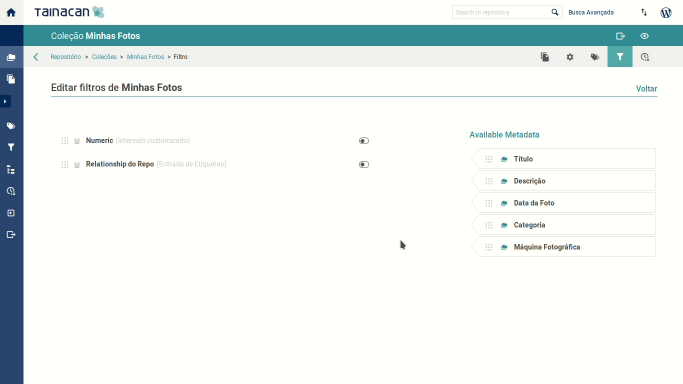 TAINACAN
Search in repository
Busca Avançada
Coleção Minhas Fotos
Repositório > Coleções > Minhas Fotos > Filtro
Editar filtros de Minhas Fotos
Voltar
Numeric (Intervalo customizado)
Relationship do Repo (Entrada de Etiquetas)
Available Metadata
Título
Descrição
Data da Foto
Categoria
Máquina Fotográfica